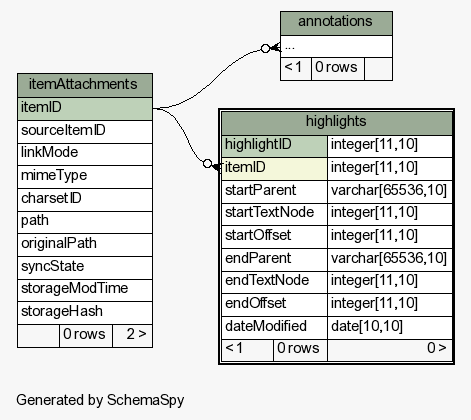 annotations
...
< 1 0 rows
itemAttachments
itemID
sourceItemID
linkMode
mimeType
charsetID
path
originalPath
syncState
storageModTime
storageHash
0 rows 2 >
highlights
highlightID integer[11,10]
itemID integer[11,10]
startParent varchar[65536,10]
startTextNode integer[11,10]
startOffset integer[11,10]
endParent varchar[65536,10]
endTextNode integer[11,10]
endOffset integer[11,10]
dateModified date[10,10]
< 1 0 rows 0 >
Generated by SchemaSpy